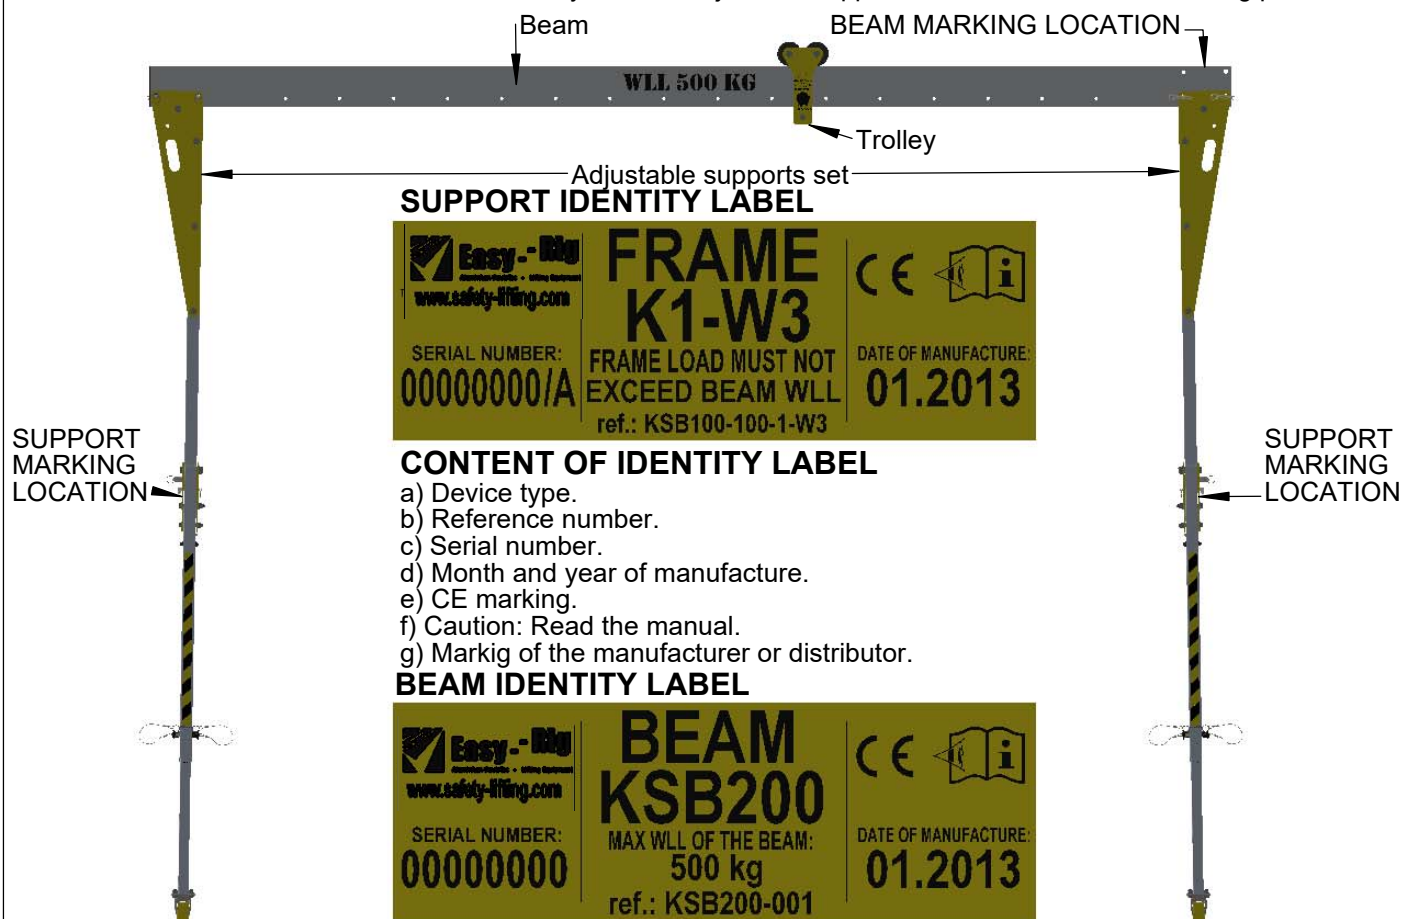 Beam
BEAM MARKING LOCATION
WLL 500 KG
Trolley
Adjustable supports set
SUPPORT IDENTITY LABEL
Easy-Rig
www.safety-lifting.com
SERIAL NUMBER:
00000000/A
FRAME
K1-W3
FRAME LOAD MUST NOT
EXCEED BEAM WLL
ref.: KSB100-100-1-W3
CE
i
DATE OF MANUFACTURE:
01.2013
SUPPORT
MARKING
LOCATION
CONTENT OF IDENTITY LABEL
a) Device type.
b) Reference number.
c) Serial number.
d) Month and year of manufacture.
e) CE marking.
f) Caution: Read the manual.
g) Markig of the manufacturer or distributor.
SUPPORT
MARKING
LOCATION
BEAM IDENTITY LABEL
Easy-Rig
www.safety-lifting.com
SERIAL NUMBER:
00000000
BEAM
KSB200
MAX WLL OF THE BEAM:
500 kg
ref.: KSB200-001
CE
i
DATE OF MANUFACTURE:
01.2013